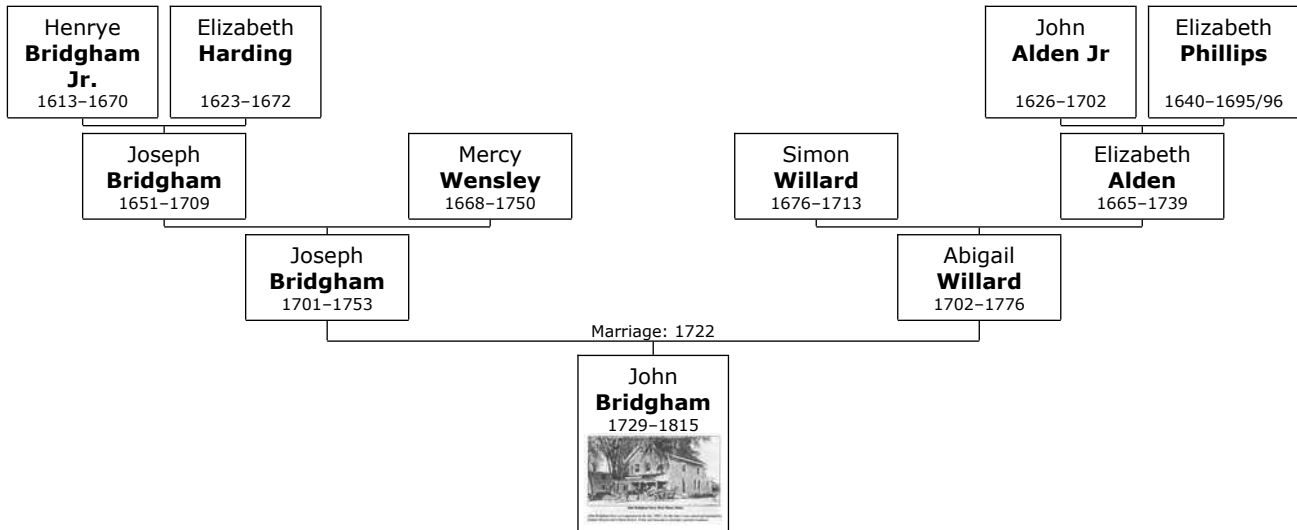 Henrye
Bridgham
Jr.
1613–1670
Elizabeth
Harding
1623–1672
John
Alden Jr
1626–1702
Elizabeth
Phillips
1640–1695/96
Joseph
Bridgham
1651–1709
Mercy
Wensley
1668–1750
Simon
Willard
1676–1713
Elizabeth
Alden
1665–1739
Joseph
Bridgham
1701–1753
Abigail
Willard
1702–1776
Marriage: 1722
John
Bridgham
1729–1815